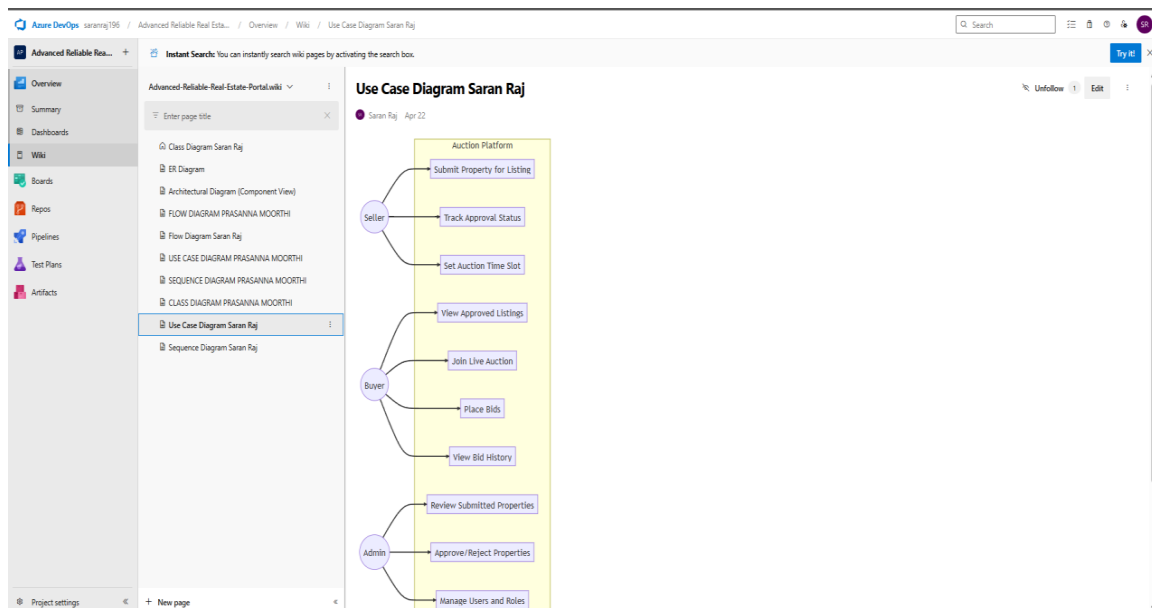 Azure DevOps saranraj196 / Advanced Reliable Real Esta... / Overview / Wiki / Use Case Diagram Saran Raj
Search
SR
AP Advanced Reliable Rea... +
Instant Search: You can instantly search wiki pages by activating the search box.
Try it!
Overview
Summary
Dashboards
Wiki
Boards
Repos
Pipelines
Test Plans
Artifacts
Project settings
Advanced-Reliable-Real-Estate-Portal.wiki
Enter page title
Class Diagram Saran Raj
ER Diagram
Architectural Diagram (Component View)
FLOW DIAGRAM PRASANNA MOORTHI
Flow Diagram Saran Raj
USE CASE DIAGRAM PRASANNA MOORTHI
SEQUENCE DIAGRAM PRASANNA MOORTHI
CLASS DIAGRAM PRASANNA MOORTHI
Use Case Diagram Saran Raj
Sequence Diagram Saran Raj
+ New page
Use Case Diagram Saran Raj
Unfollow 1 Edit
Saran Raj Apr 22
Auction Platform
Submit Property for Listing
Seller
Track Approval Status
Set Auction Time Slot
View Approved Listings
Join Live Auction
Buyer
Place Bids
View Bid History
Review Submitted Properties
Admin
Approve/Reject Properties
Manage Users and Roles